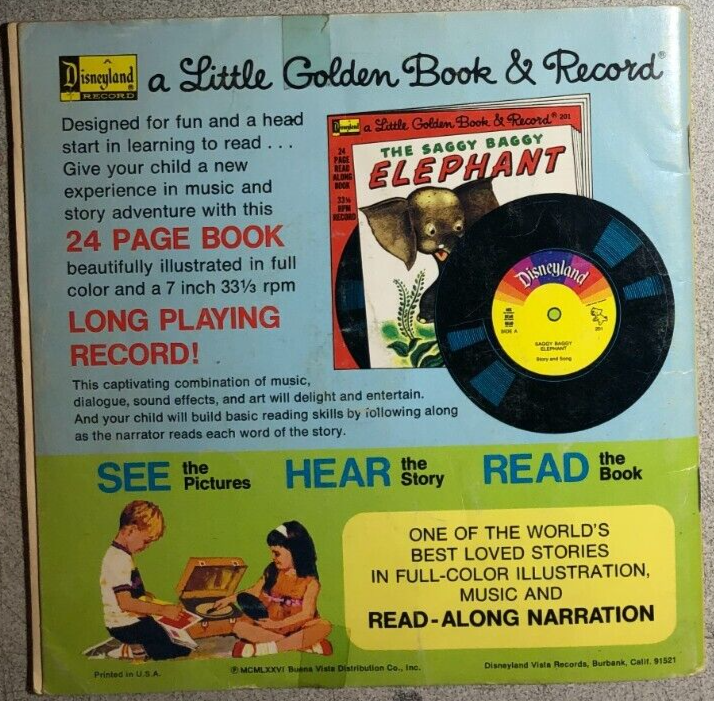 Disneyland
RECORD
a Little Golden Book & Record®
Designed for fun and a head
start in learning to read . . .
Give your child a new
experience in music and
story adventure with this
24 PAGE BOOK
beautifully illustrated in full
color and a 7 inch 33⅓ rpm
LONG PLAYING
RECORD!
This captivating combination of music,
dialogue, sound effects, and art will delight and entertain.
And your child will build basic reading skills by following along
as the narrator reads each word of the story.
Disneyland a Little Golden Book & Record® 201
24
PAGE
READ
ALONG
BOOK
33⅓
RPM
RECORD
THE SAGGY BAGGY
ELEPHANT
Disneyland
SIDE A
201
SAGGY BAGGY
ELEPHANT
Story and Song
SEE the Pictures HEAR the Story READ the Book
ONE OF THE WORLD'S
BEST LOVED STORIES
IN FULL-COLOR ILLUSTRATION,
MUSIC AND
READ-ALONG NARRATION
Printed in U.S.A.
℗ MCMLXXVI Buena Vista Distribution Co., Inc.
Disneyland Vista Records, Burbank, Calif. 91521